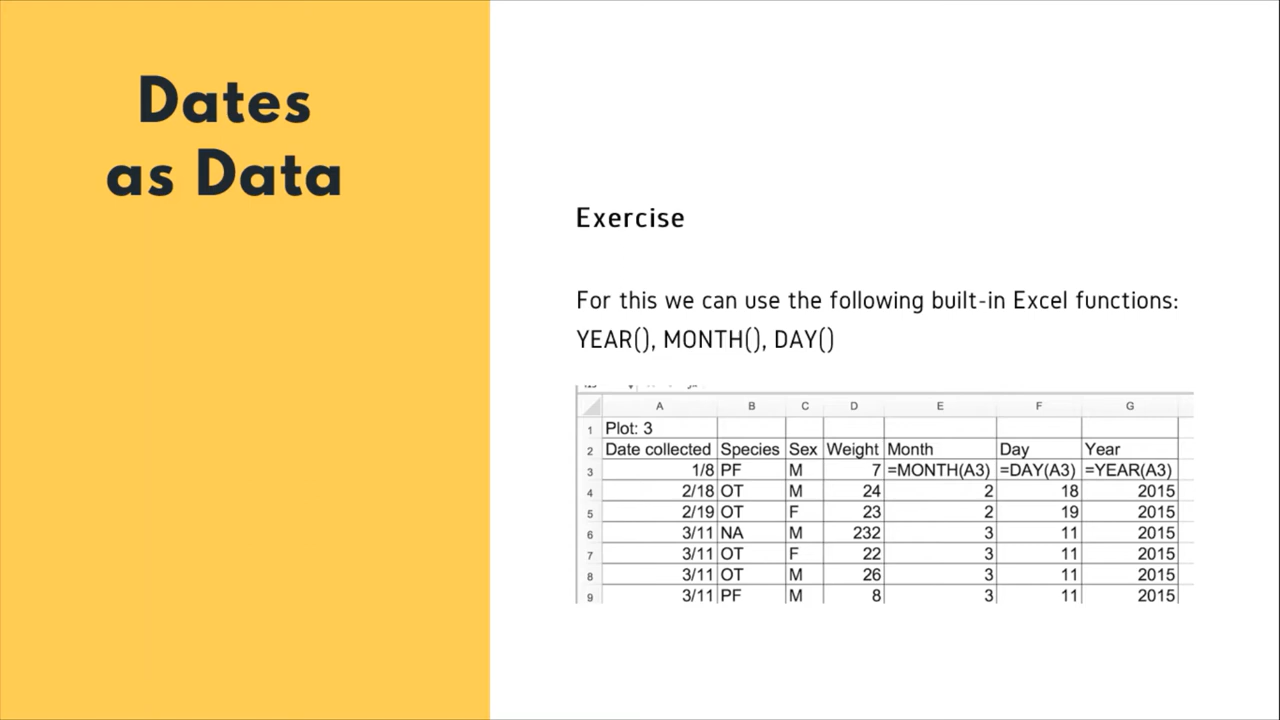 Dates
as Data
Exercise
For this we can use the following built-in Excel functions:
YEAR(), MONTH(), DAY()
A B C D E F G
1 Plot: 3
2 Date collected Species Sex Weight Month Day Year
3 1/8 PF M 7 =MONTH(A3) =DAY(A3) =YEAR(A3)
4 2/18 OT M 24 2 18 2015
5 2/19 OT F 23 2 19 2015
6 3/11 NA M 232 3 11 2015
7 3/11 OT F 22 3 11 2015
8 3/11 OT M 26 3 11 2015
9 3/11 PF M 8 3 11 2015